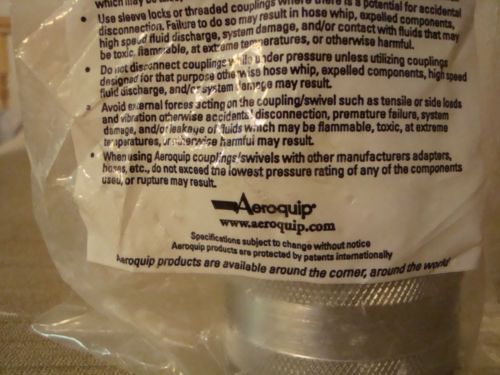 which may be
• Use sleeve locks or threaded couplings where there is a potential for accidental
disconnection. Failure to do so may result in hose whip, expelled components,
high speed fluid discharge, system damage, and/or contact with fluids that may
be toxic, flammable, at extreme temperatures, or otherwise harmful.
• Do not disconnect couplings while under pressure unless utilizing couplings
designed for that purpose otherwise hose whip, expelled components, high speed
fluid discharge, and/or system damage may result.
• Avoid external forces acting on the coupling/swivel such as tensile or side loads
and vibration otherwise accidental disconnection, premature failure, system
damage, and/or leakage of fluids which may be flammable, toxic, at extreme
temperatures, or otherwise harmful may result.
• When using Aeroquip couplings/swivels with other manufacturers adapters,
hoses, etc., do not exceed the lowest pressure rating of any of the components
used, or rupture may result.
Aeroquip®
www.aeroquip.com
Specifications subject to change without notice
Aeroquip products are protected by patents internationally
Aeroquip products are available around the corner, around the world